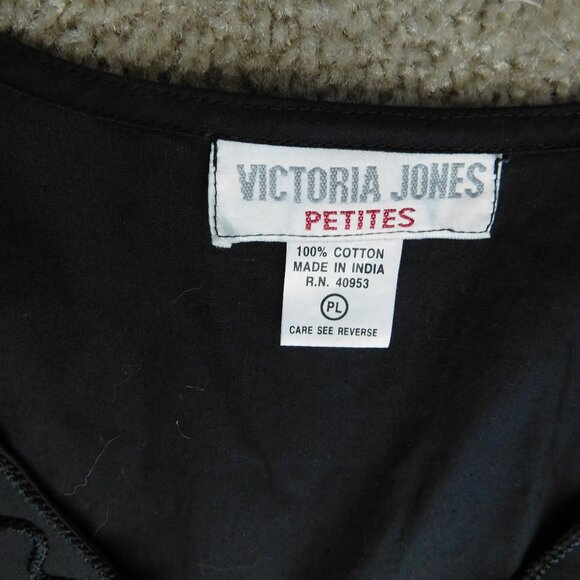 VICTORIA JONES
PETITES
100% COTTON
MADE IN INDIA
R.N. 40953
PL
CARE SEE REVERSE